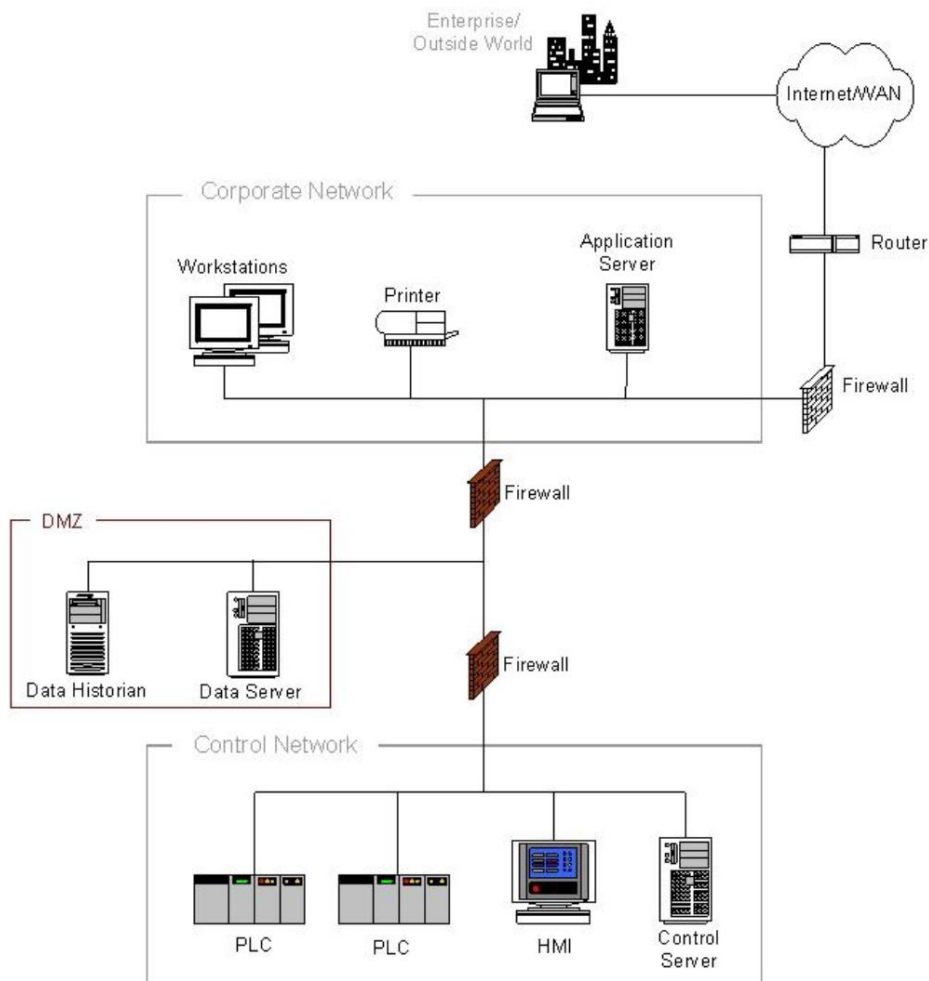 Enterprise/
Outside World
Internet/WAN
Corporate Network
Router
Application
Server
Workstations
Printer
Firewall
Firewall
DMZ
Firewall
Data Historian
Data Server
Control Network
PLC
PLC
HMI
Control
Server